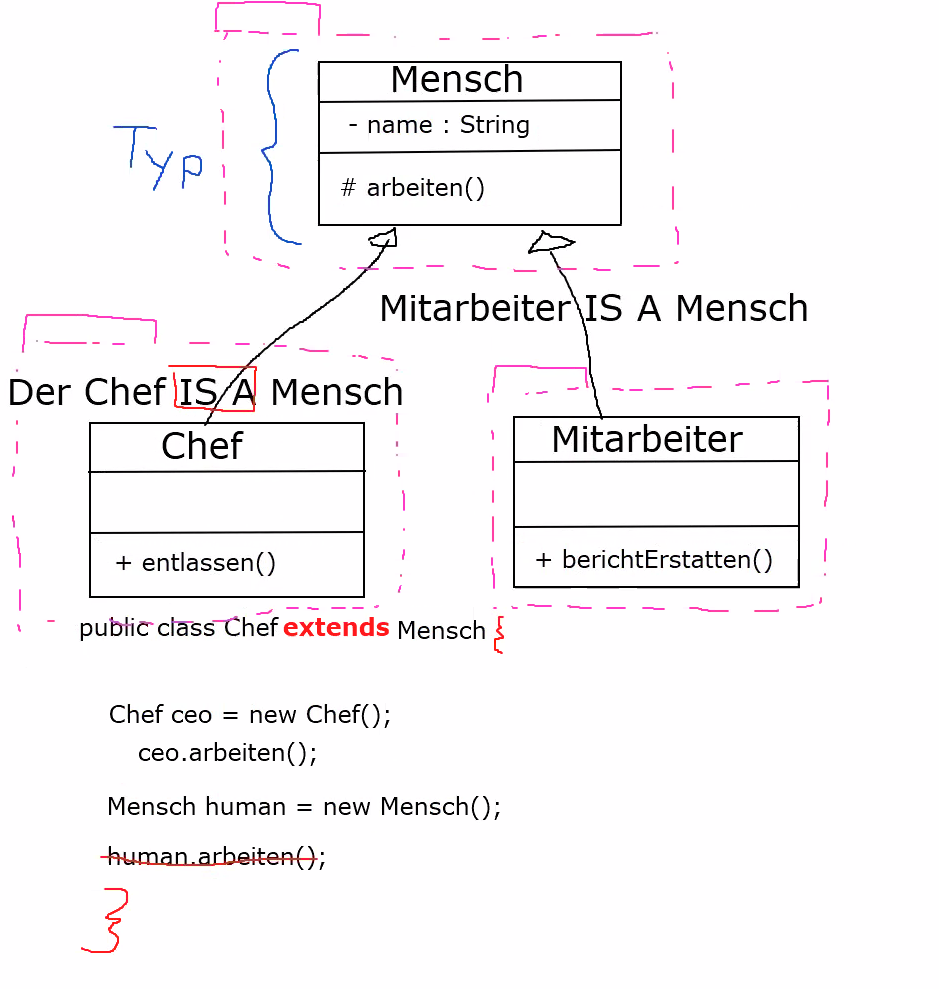 Mensch
- name : String
Typ
# arbeiten()
Mitarbeiter IS A Mensch
Der Chef IS A Mensch
Chef
Mitarbeiter
+ entlassen()
+ berichtErstatten()
public class Chef extends Mensch {
Chef ceo = new Chef();
ceo.arbeiten();
Mensch human = new Mensch();
human.arbeiten();
}